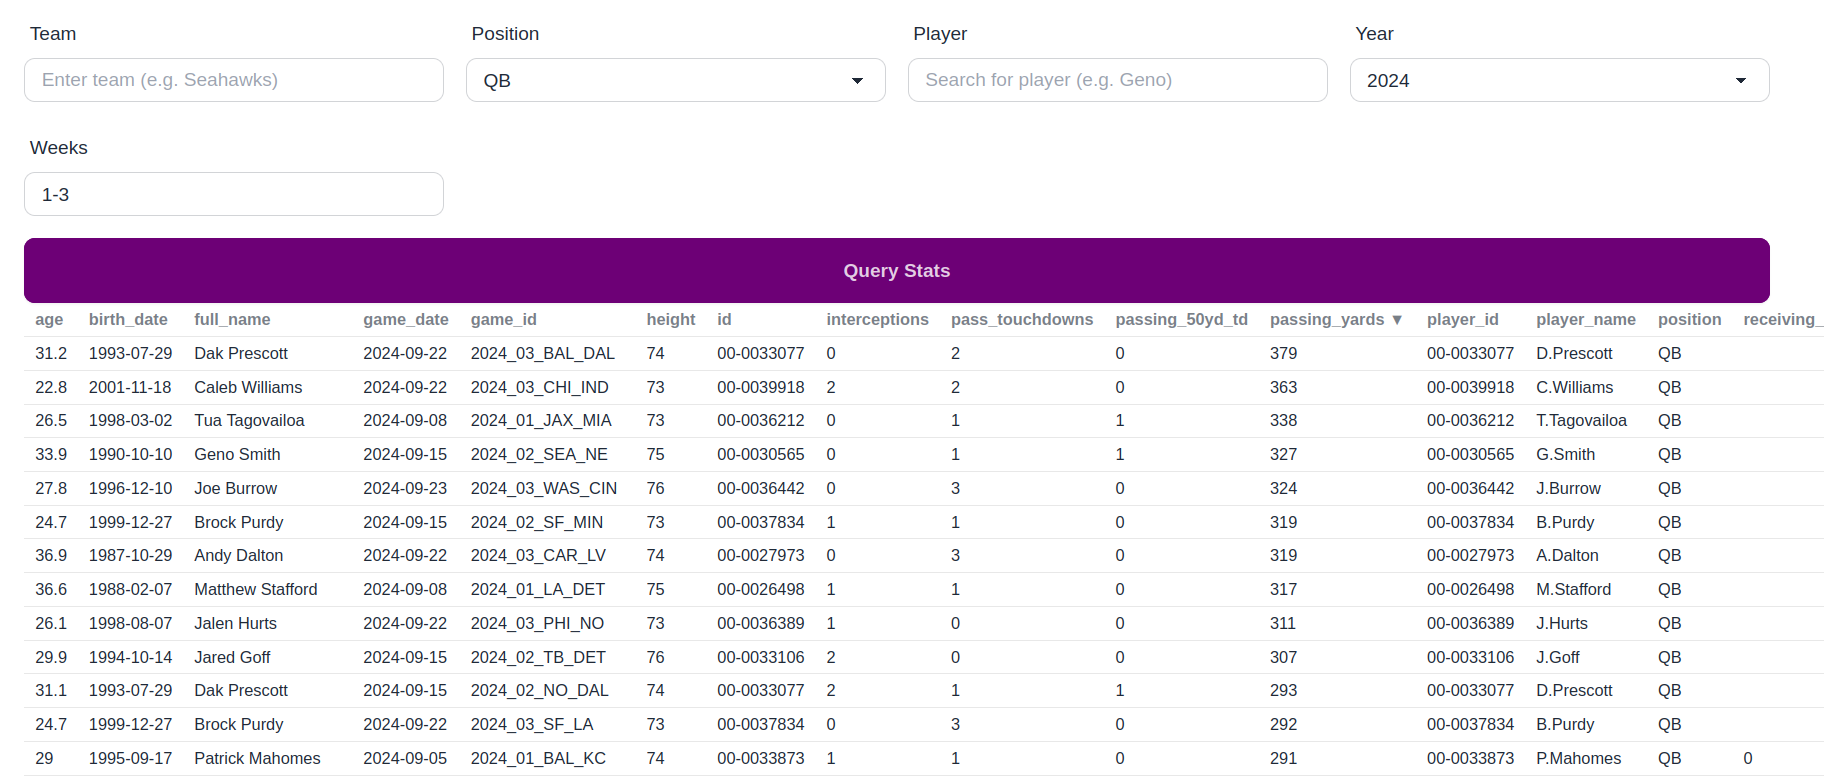 Team Position Player Year
Enter team (e.g. Seahawks) QB Search for player (e.g. Geno) 2024
Weeks
1-3
Query Stats
age birth_date full_name game_date game_id height id interceptions pass_touchdowns passing_50yd_td passing_yards ▼ player_id player_name position receiving_
31.2 1993-07-29 Dak Prescott 2024-09-22 2024_03_BAL_DAL 74 00-0033077 0 2 0 379 00-0033077 D.Prescott QB
22.8 2001-11-18 Caleb Williams 2024-09-22 2024_03_CHI_IND 73 00-0039918 2 2 0 363 00-0039918 C.Williams QB
26.5 1998-03-02 Tua Tagovailoa 2024-09-08 2024_01_JAX_MIA 73 00-0036212 0 1 1 338 00-0036212 T.Tagovailoa QB
33.9 1990-10-10 Geno Smith 2024-09-15 2024_02_SEA_NE 75 00-0030565 0 1 1 327 00-0030565 G.Smith QB
27.8 1996-12-10 Joe Burrow 2024-09-23 2024_03_WAS_CIN 76 00-0036442 0 3 0 324 00-0036442 J.Burrow QB
24.7 1999-12-27 Brock Purdy 2024-09-15 2024_02_SF_MIN 73 00-0037834 1 1 0 319 00-0037834 B.Purdy QB
36.9 1987-10-29 Andy Dalton 2024-09-22 2024_03_CAR_LV 74 00-0027973 0 3 0 319 00-0027973 A.Dalton QB
36.6 1988-02-07 Matthew Stafford 2024-09-08 2024_01_LA_DET 75 00-0026498 1 1 0 317 00-0026498 M.Stafford QB
26.1 1998-08-07 Jalen Hurts 2024-09-22 2024_03_PHI_NO 73 00-0036389 1 0 0 311 00-0036389 J.Hurts QB
29.9 1994-10-14 Jared Goff 2024-09-15 2024_02_TB_DET 76 00-0033106 2 0 0 307 00-0033106 J.Goff QB
31.1 1993-07-29 Dak Prescott 2024-09-15 2024_02_NO_DAL 74 00-0033077 2 1 1 293 00-0033077 D.Prescott QB
24.7 1999-12-27 Brock Purdy 2024-09-22 2024_03_SF_LA 73 00-0037834 0 3 0 292 00-0037834 B.Purdy QB
29 1995-09-17 Patrick Mahomes 2024-09-05 2024_01_BAL_KC 74 00-0033873 1 1 0 291 00-0033873 P.Mahomes QB 0